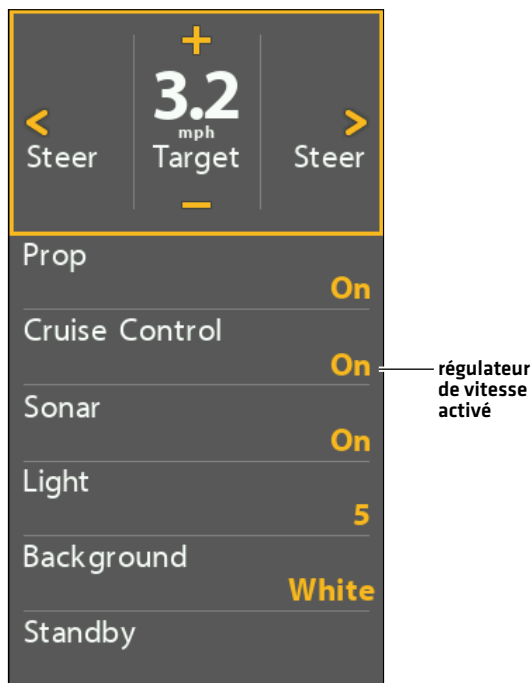 +
< 3.2 >
mph
Steer Target Steer
−
Prop
On
Cruise Control
On
régulateur
de vitesse
activé
Sonar
On
Light
5
Background
White
Standby